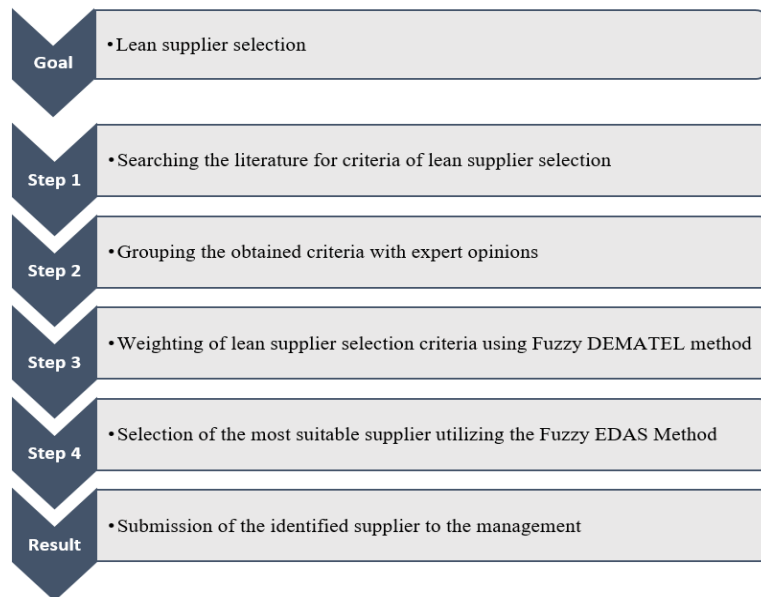 Goal
• Lean supplier selection
Step 1
• Searching the literature for criteria of lean supplier selection
Step 2
• Grouping the obtained criteria with expert opinions
Step 3
• Weighting of lean supplier selection criteria using Fuzzy DEMATEL method
Step 4
• Selection of the most suitable supplier utilizing the Fuzzy EDAS Method
Result
• Submission of the identified supplier to the management